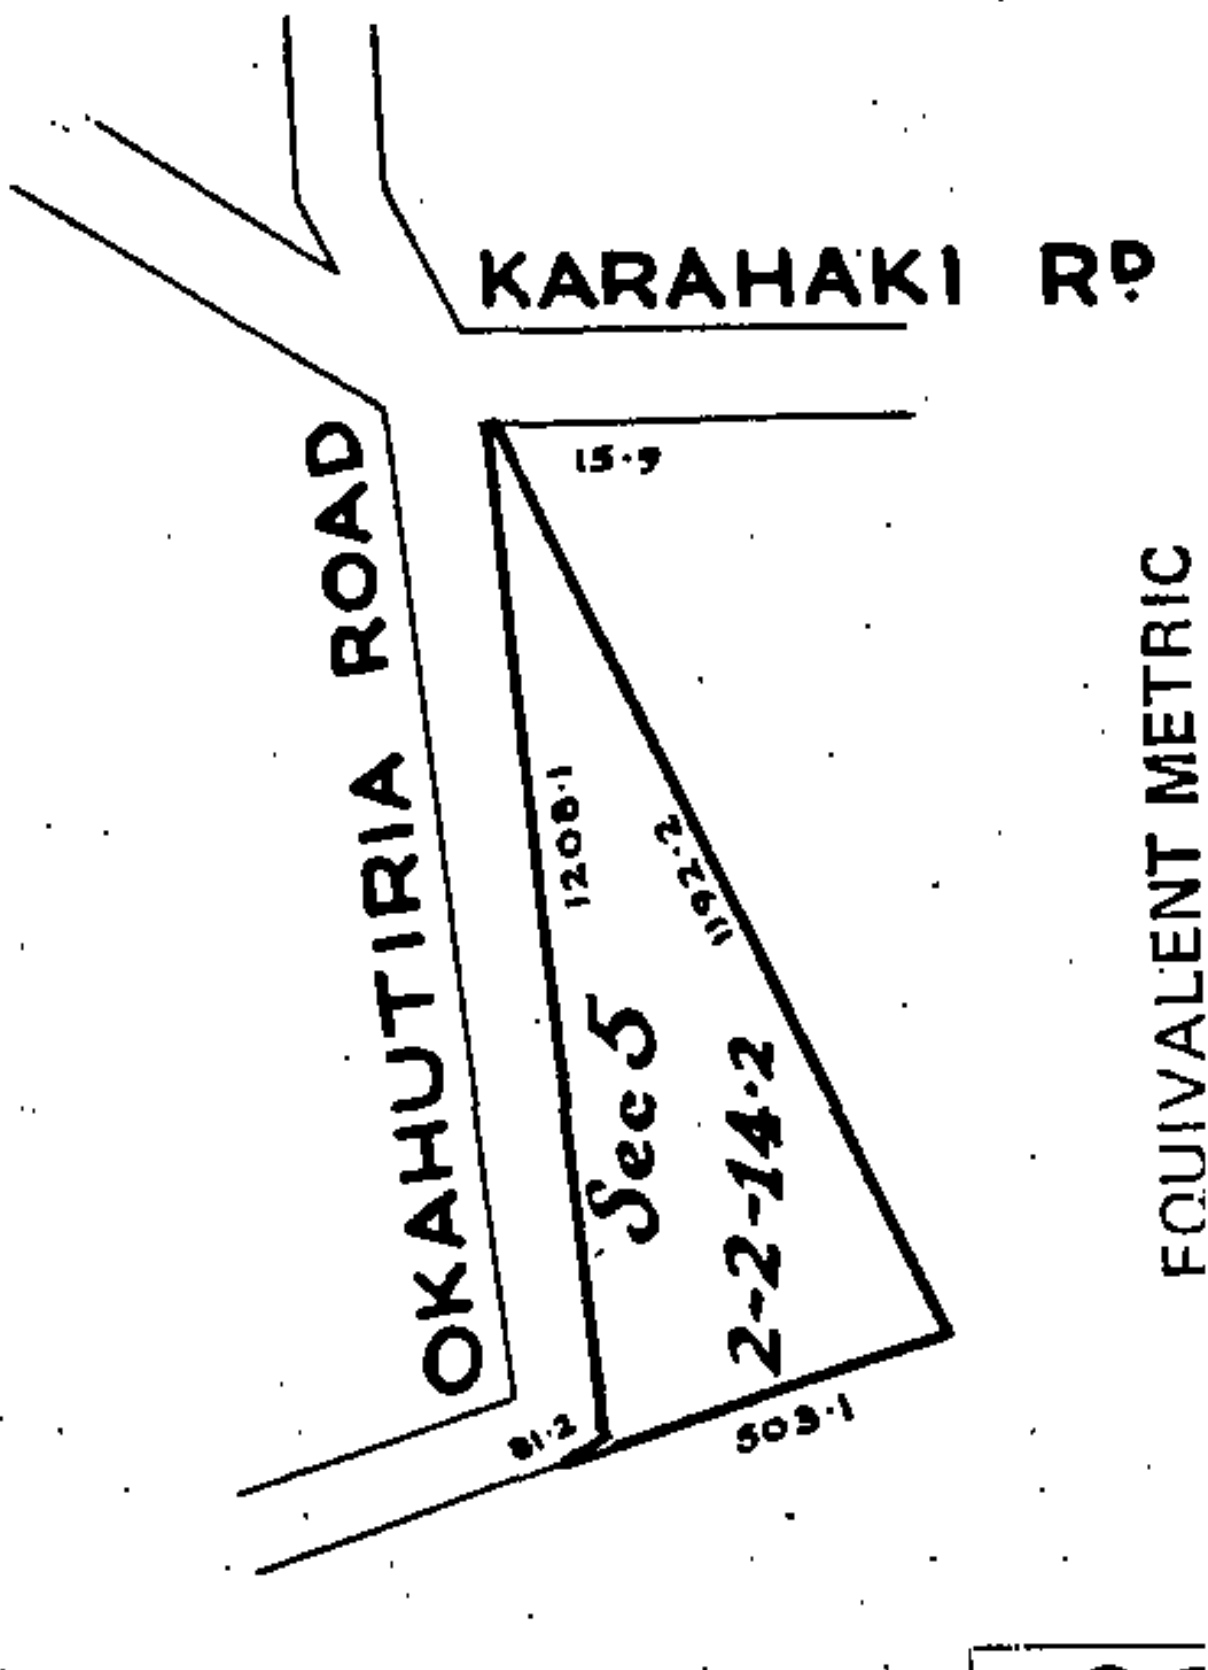 KARAHAKI RD.
15.9
OKAHUTIRIA ROAD
1208.1
1192.2
Sec 5
2-2-14.2
81.2
503.1
EQUIVALENT METRIC